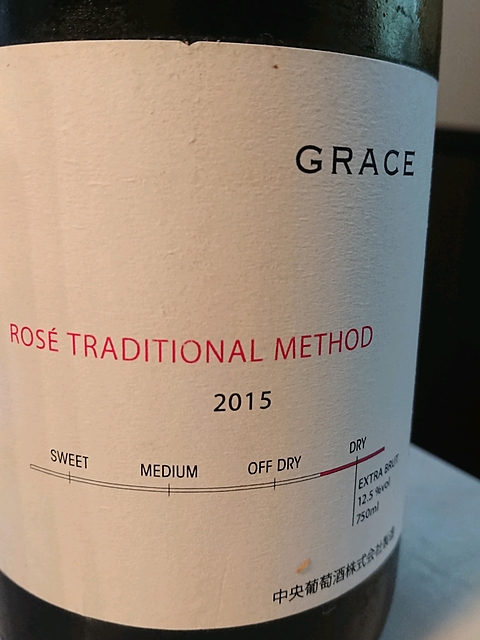 GRACE
ROSÉ TRADITIONAL METHOD
2015
SWEET MEDIUM OFF DRY DRY
EXTRA BRUT
12.5 %vol
750ml
中央葡萄酒株式会社製造